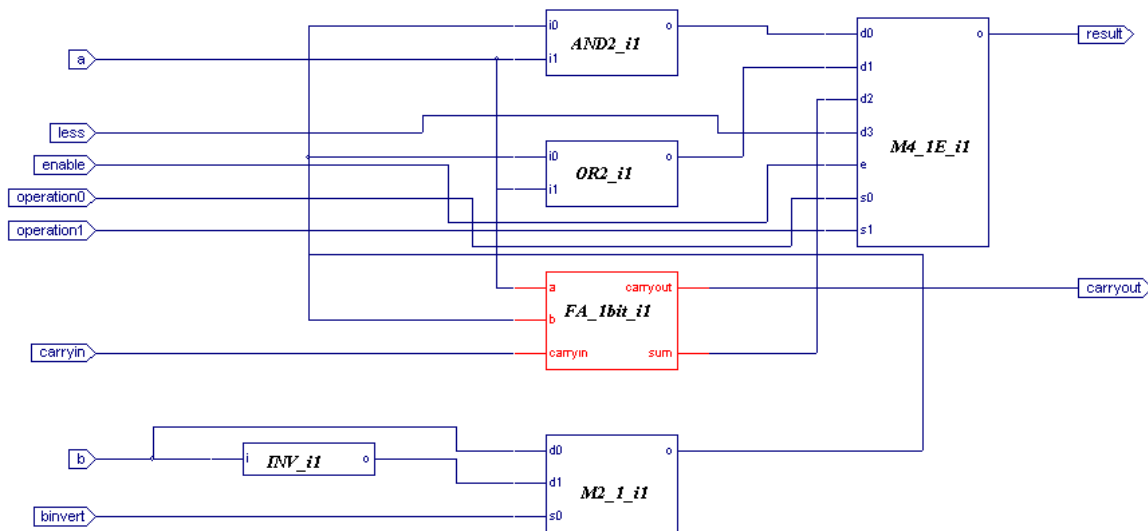 i0 o d0 o result
AND2_i1
a i1 d1
d2
less d3
M4_1E_i1
enable i0 o e
OR2_i1
operation0 i1 s0
operation1 s1
a carryout carryout
FA_1bit_i1
b
carryin carryin sum
d0 o
b i INV_i1 o
d1
M2_1_i1
binvert s0